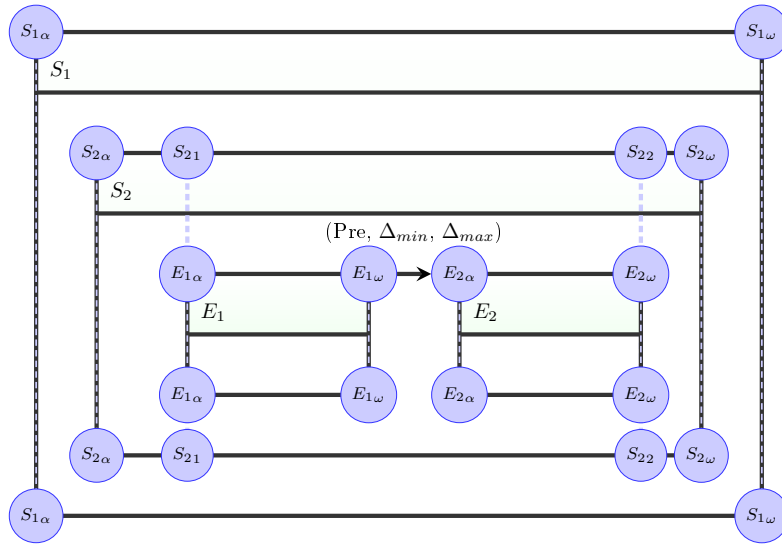 S₁α S₁ω
S₁
S₂α S₂₁ S₂₂ S₂ω
S₂
(Pre, Δmin, Δmax)
E₁α E₁ω E₂α E₂ω
E₁ E₂
E₁α E₁ω E₂α E₂ω
S₂α S₂₁ S₂₂ S₂ω
S₁α S₁ω